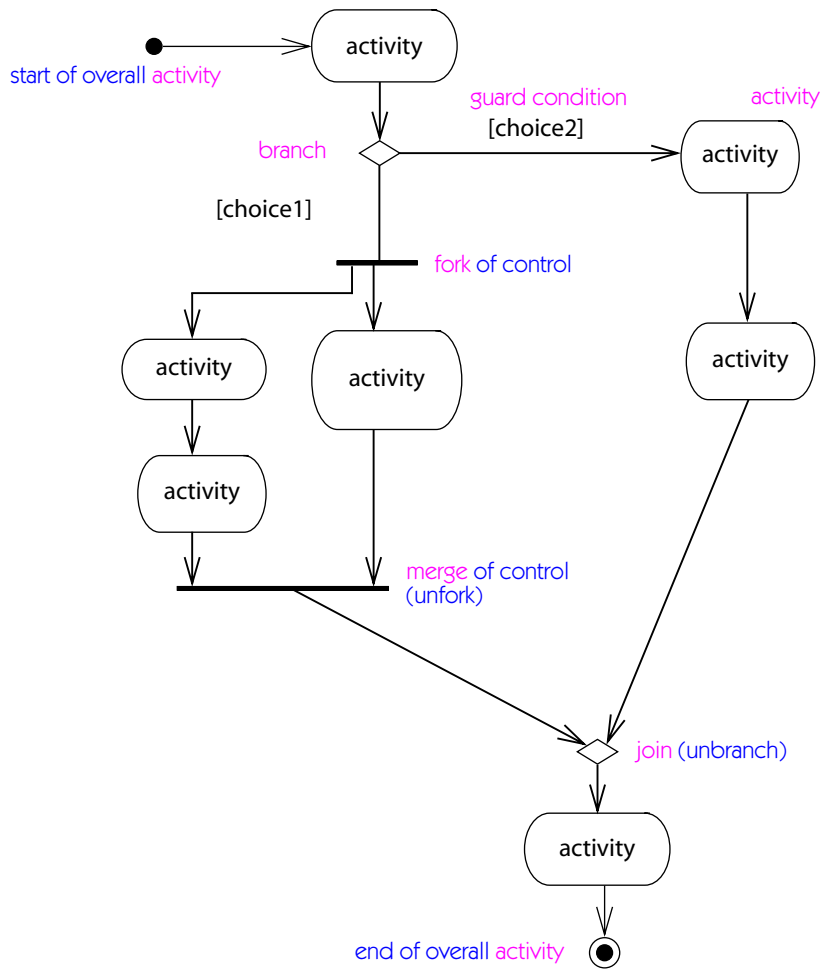 activity
start of overall activity
guard condition
activity
[choice2]
branch
activity
[choice1]
fork of control
activity
activity
activity
activity
merge of control
(unfork)
join (unbranch)
activity
end of overall activity